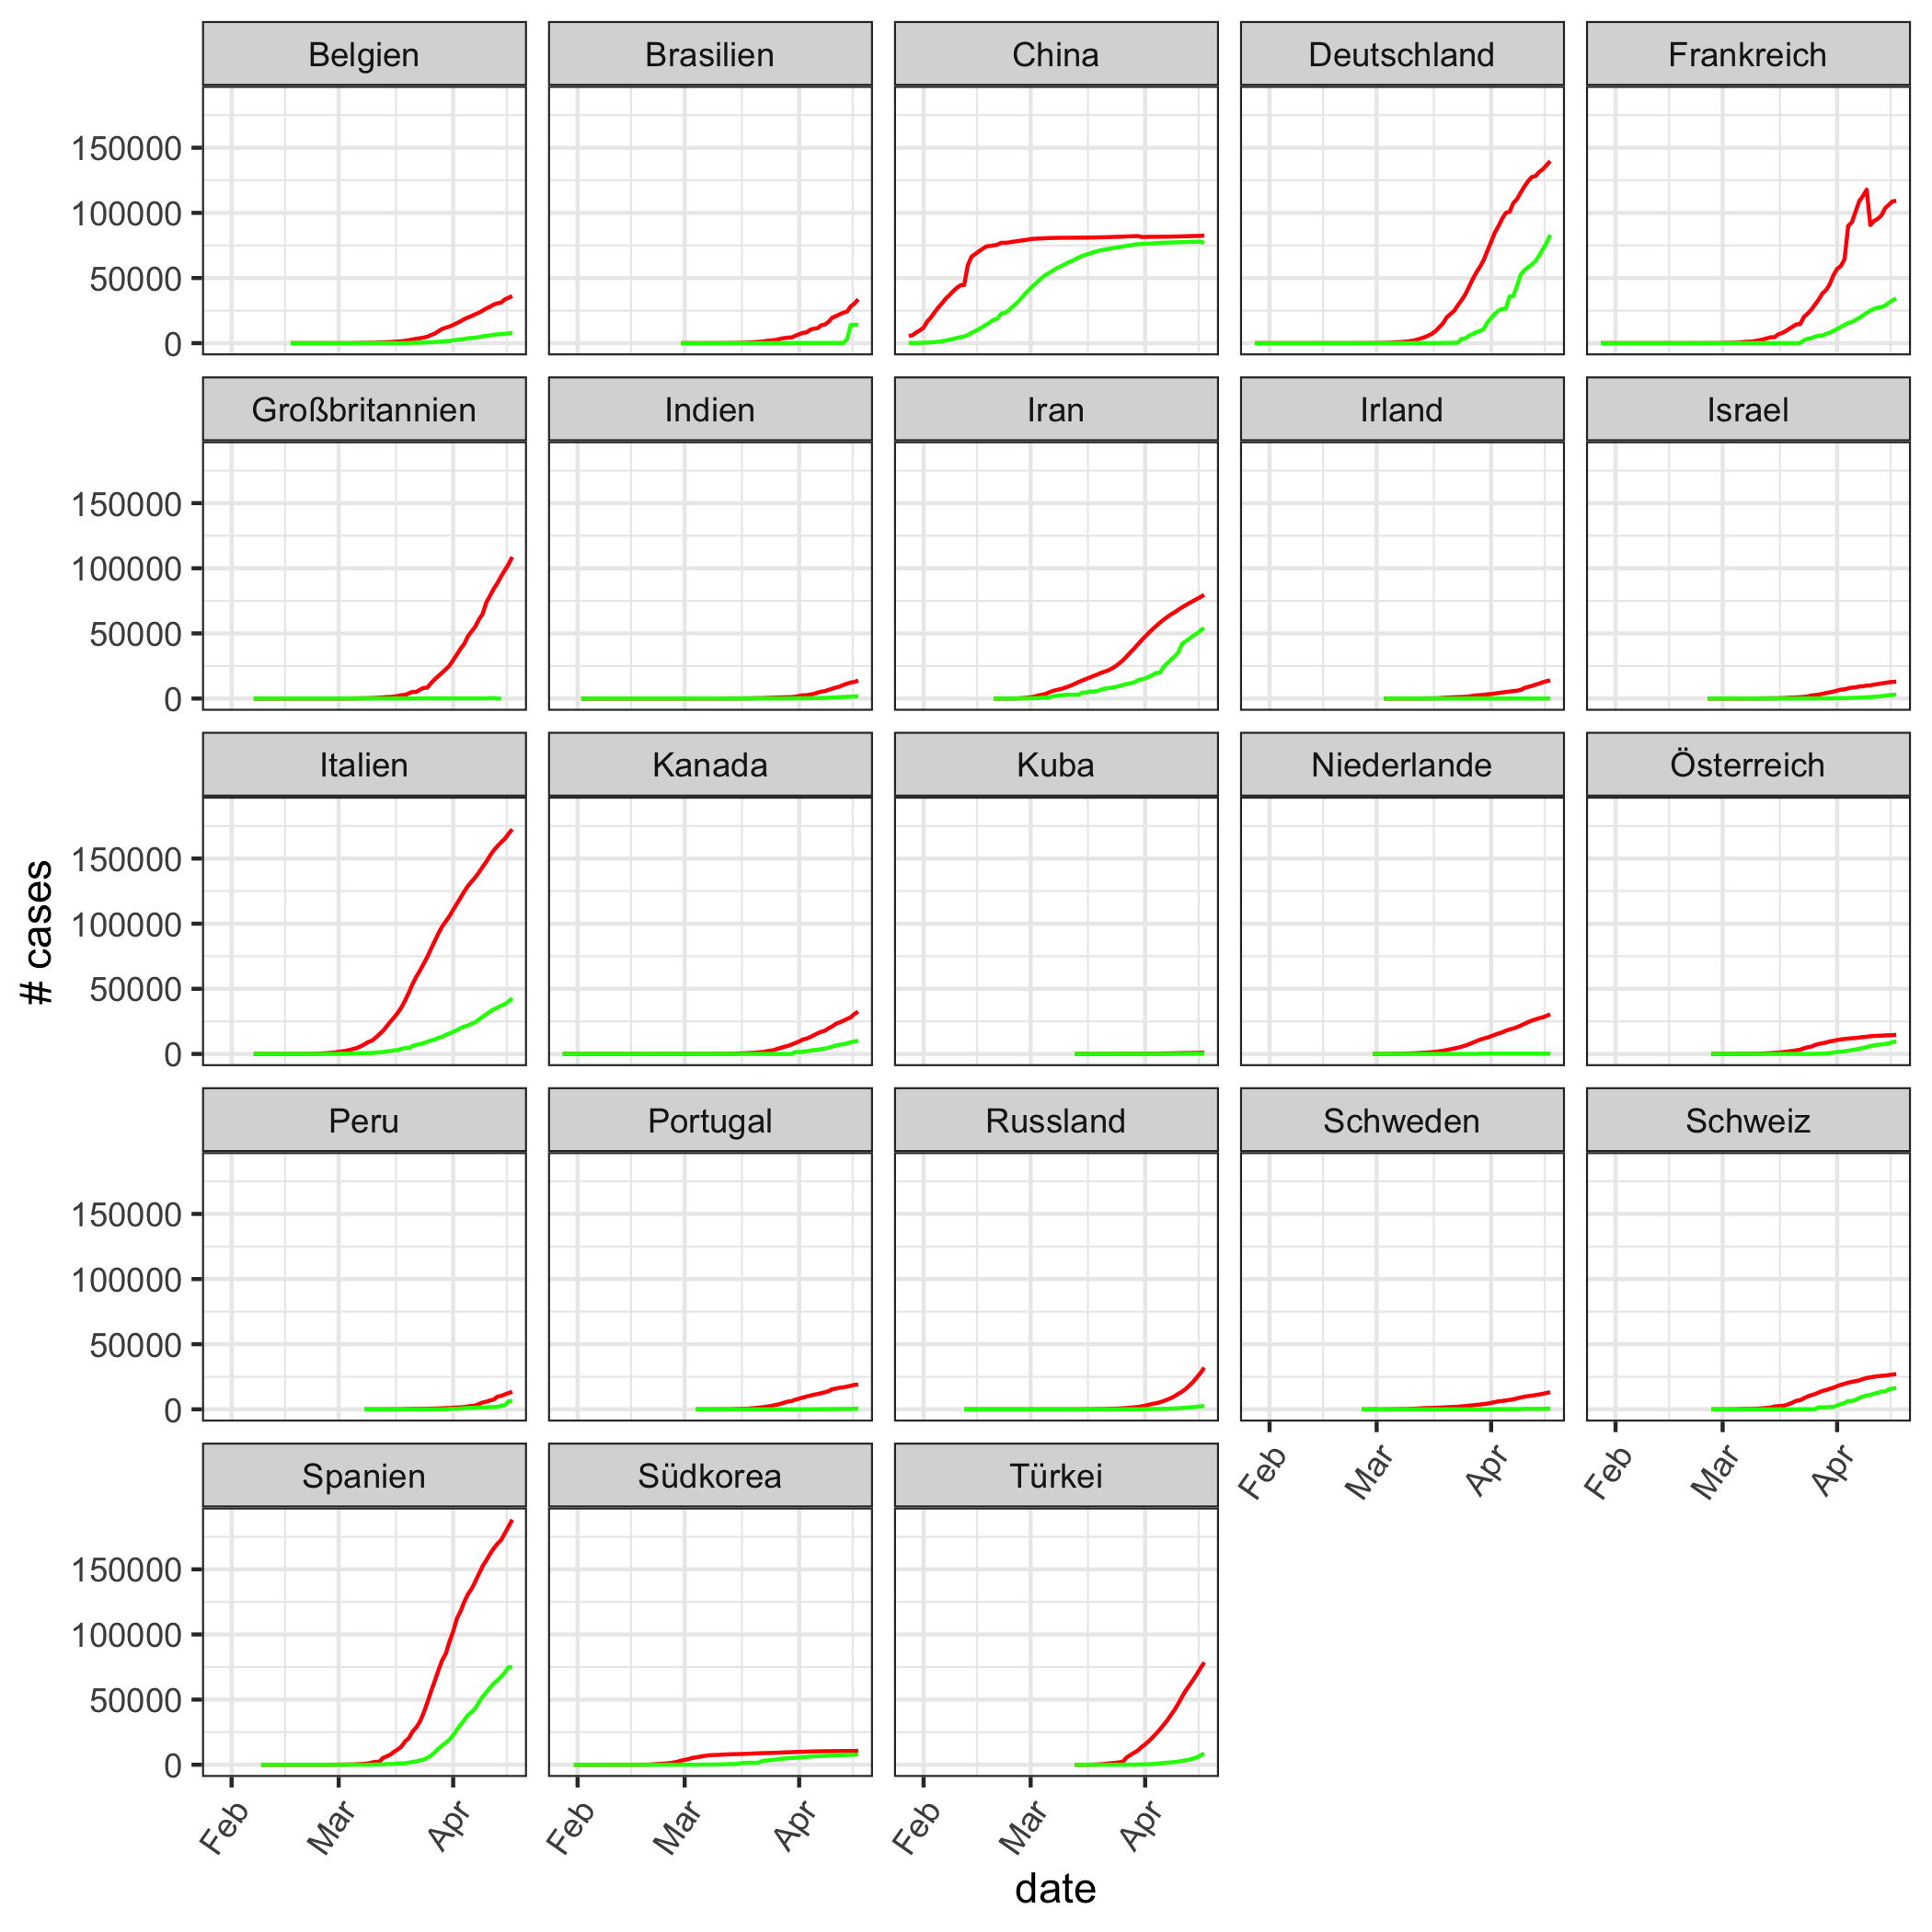 Belgien Brasilien China Deutschland Frankreich
150000
100000
50000
0
Großbritannien Indien Iran Irland Israel
150000
100000
50000
0
Italien Kanada Kuba Niederlande Österreich
150000
100000
50000
0
# cases
Peru Portugal Russland Schweden Schweiz
150000
100000
50000
0
Feb Mar Apr Feb Mar Apr
Spanien Südkorea Türkei
150000
100000
50000
0
Feb Mar Apr Feb Mar Apr Feb Mar Apr
date